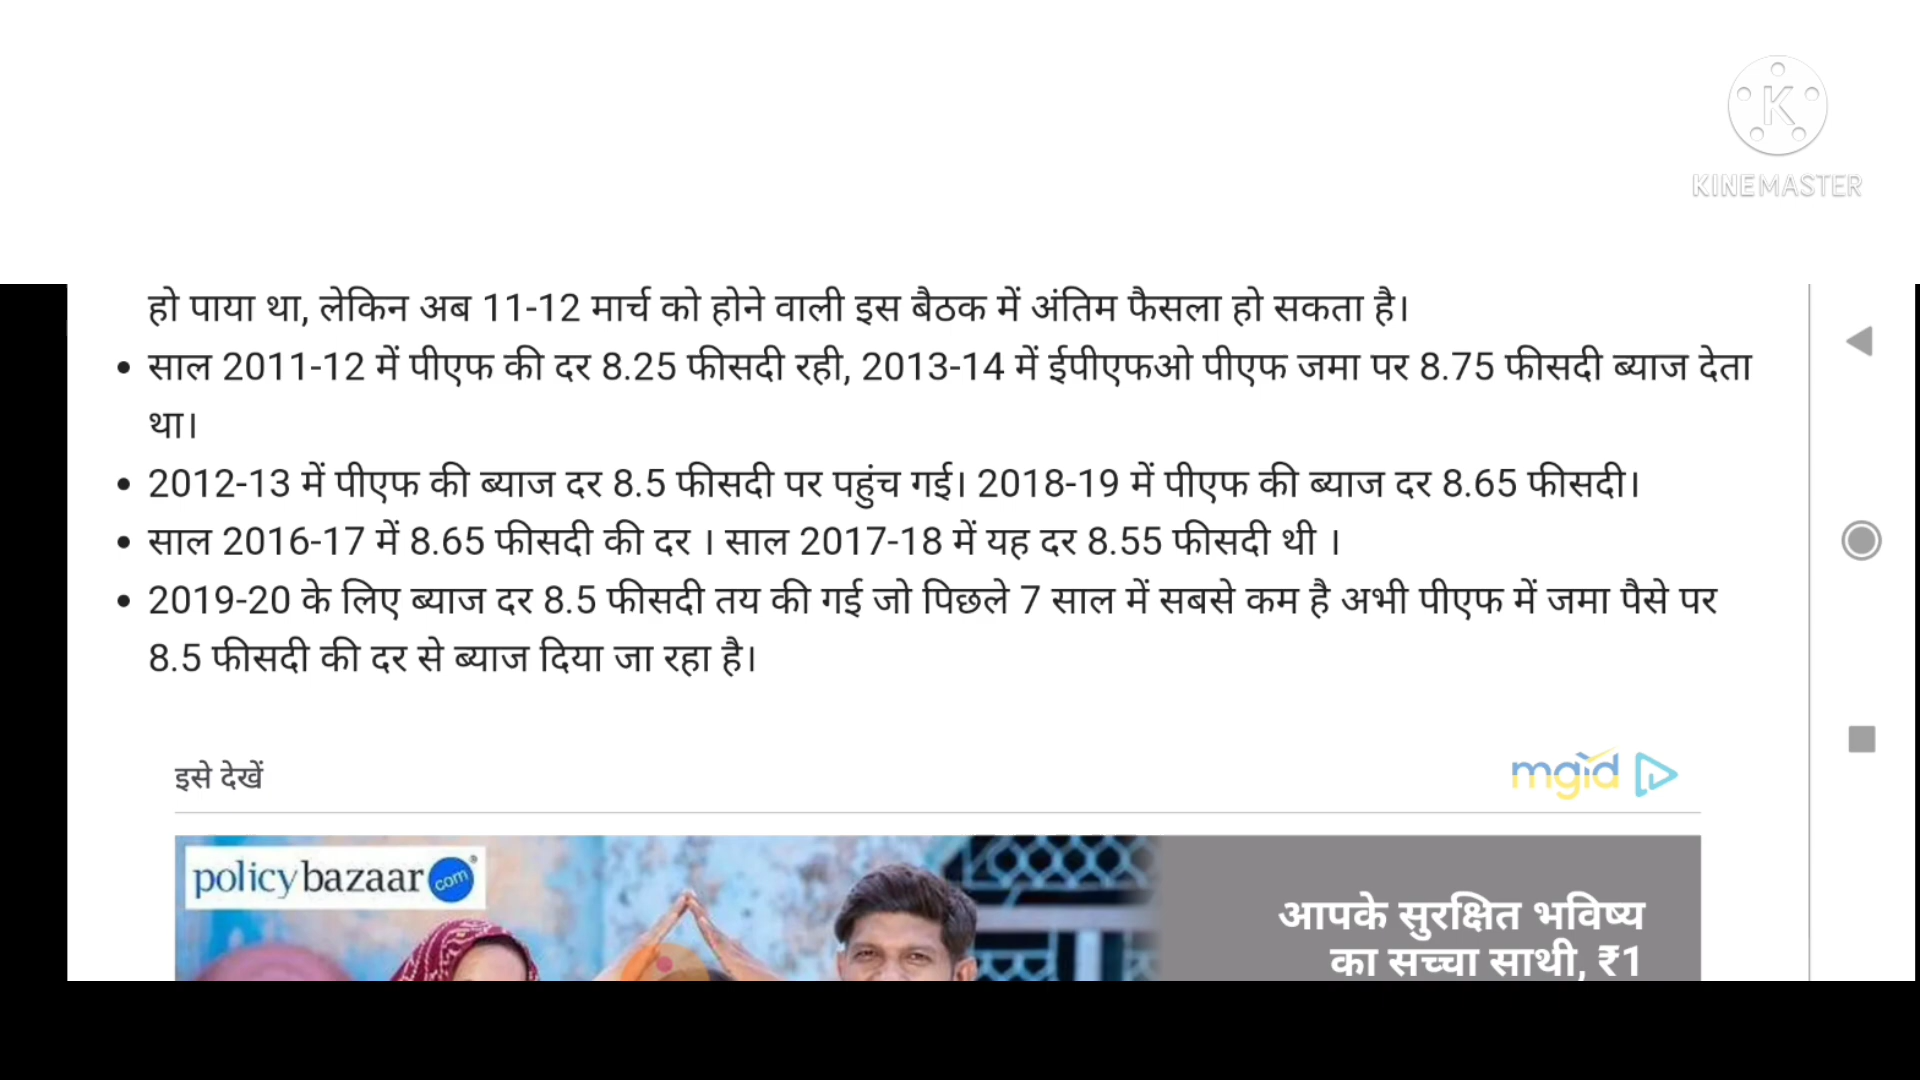 K
KINEMASTER
हो पाया था, लेकिन अब 11-12 मार्च को होने वाली इस बैठक में अंतिम फैसला हो सकता है।
• साल 2011-12 में पीएफ की दर 8.25 फीसदी रही, 2013-14 में ईपीएफओ पीएफ जमा पर 8.75 फीसदी ब्याज देता
था।
• 2012-13 में पीएफ की ब्याज दर 8.5 फीसदी पर पहुंच गई। 2018-19 में पीएफ की ब्याज दर 8.65 फीसदी।
• साल 2016-17 में 8.65 फीसदी की दर । साल 2017-18 में यह दर 8.55 फीसदी थी ।
• 2019-20 के लिए ब्याज दर 8.5 फीसदी तय की गई जो पिछले 7 साल में सबसे कम है अभी पीएफ में जमा पैसे पर
8.5 फीसदी की दर से ब्याज दिया जा रहा है।
इसे देखें
mgid
policybazaar com
आपके सुरक्षित भविष्य
का सच्चा साथी, ₹1